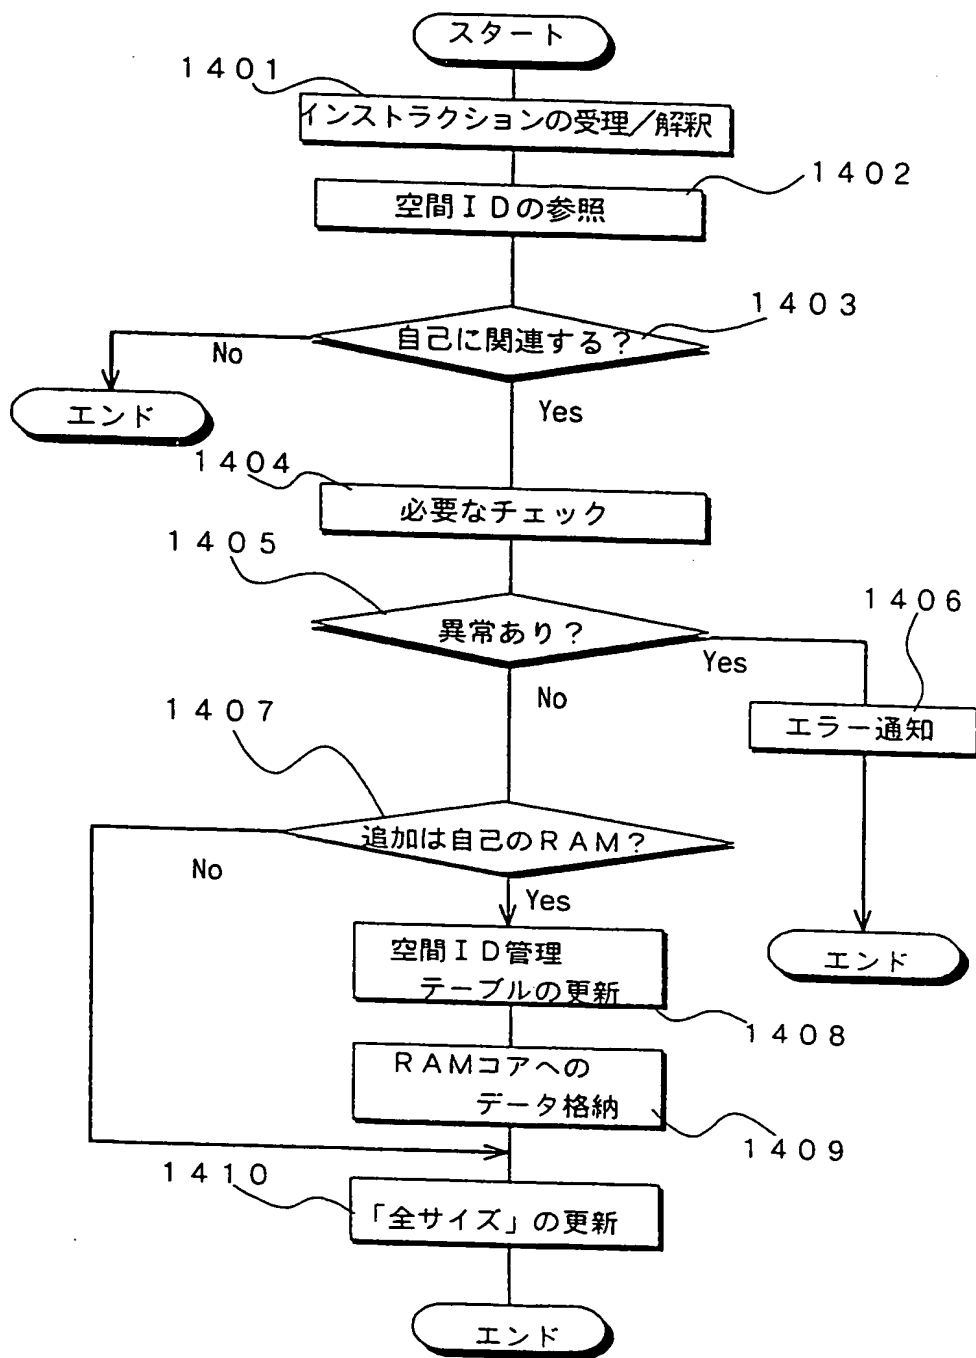 スタート
1401
インストラクションの受理/解釈
1402
空間IDの参照
1403
自己に関連する?
No
エンド
Yes
1404
必要なチェック
1405
異常あり?
1406
Yes
No
エラー通知
1407
追加は自己のRAM?
No
Yes
空間ID管理
テーブルの更新
エンド
1408
RAMコアへの
データ格納
1409
1410
「全サイズ」の更新
エンド